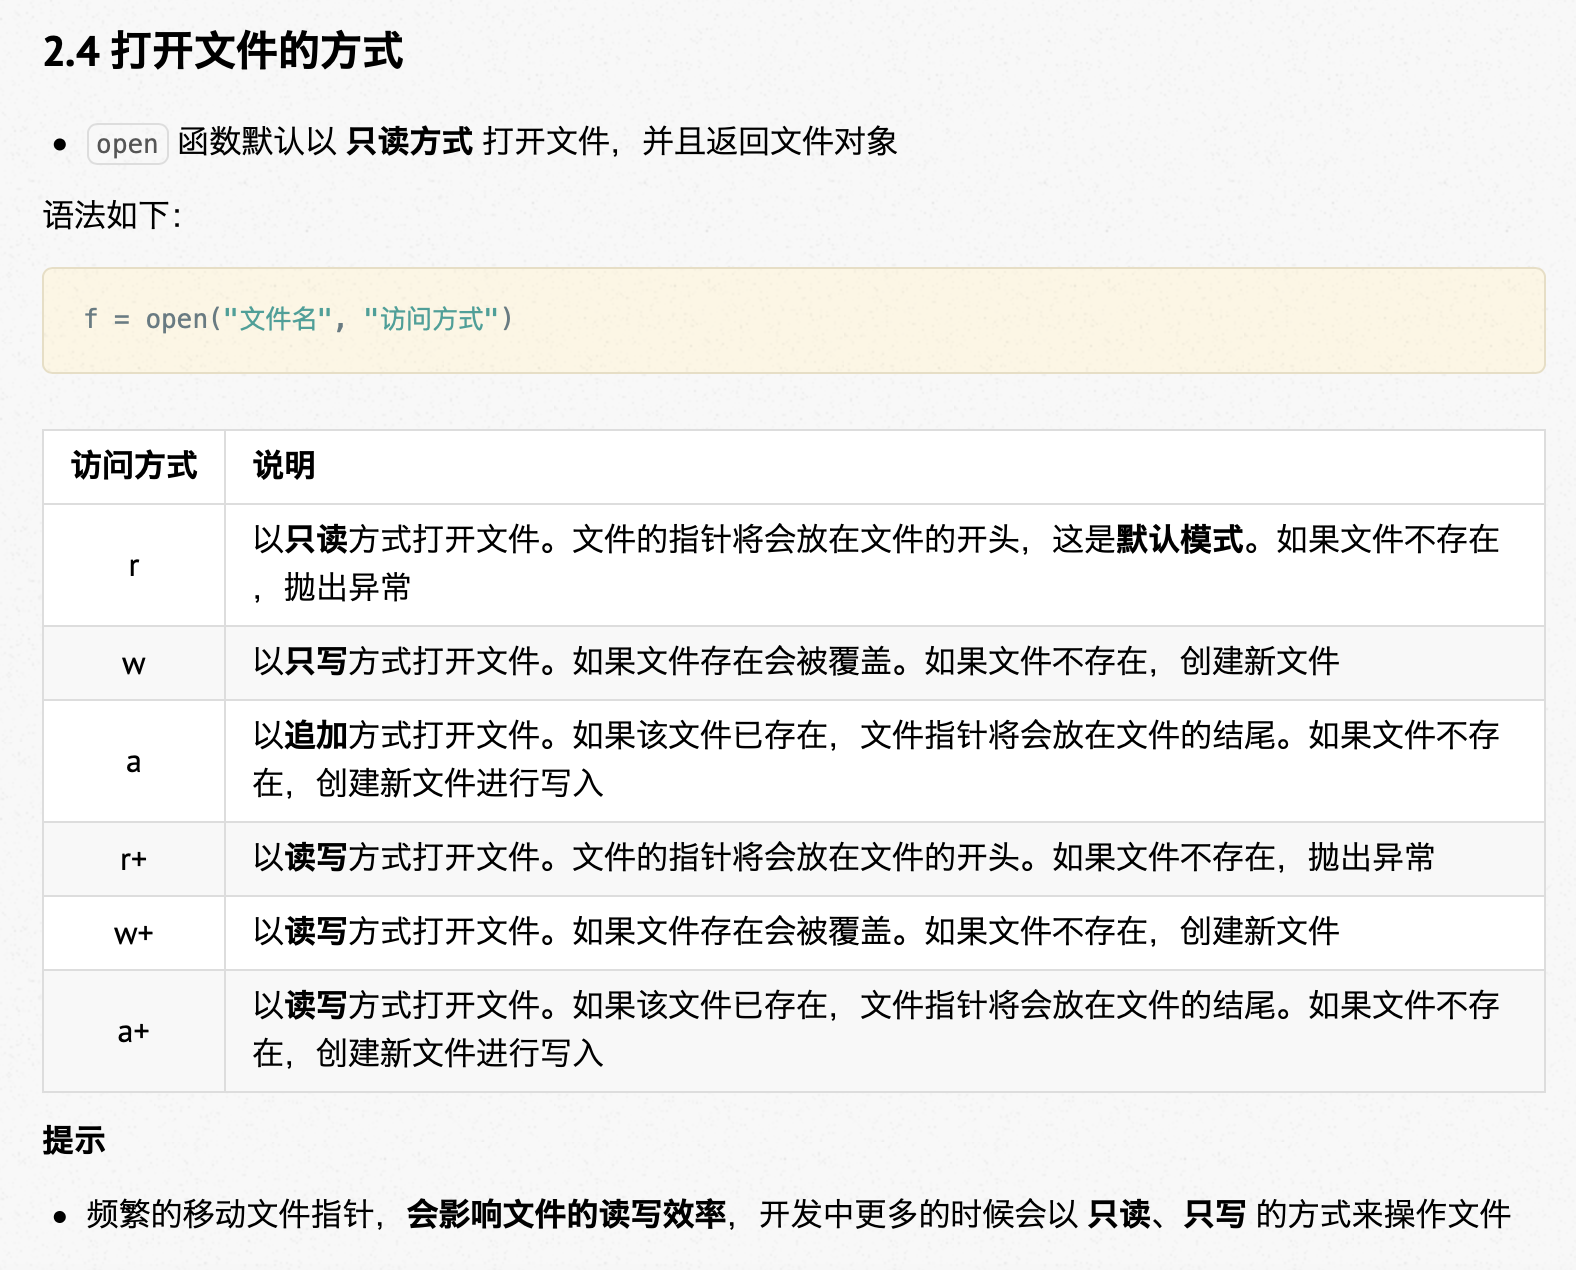 2.4 打开文件的方式
open 函数默认以 只读方式 打开文件，并且返回文件对象
语法如下：
f = open("文件名", "访问方式")
访问方式 说明
r 以只读方式打开文件。文件的指针将会放在文件的开头，这是默认模式。如果文件不存在
，抛出异常
w 以只写方式打开文件。如果文件存在会被覆盖。如果文件不存在，创建新文件
a 以追加方式打开文件。如果该文件已存在，文件指针将会放在文件的结尾。如果文件不存
在，创建新文件进行写入
r+ 以读写方式打开文件。文件的指针将会放在文件的开头。如果文件不存在，抛出异常
w+ 以读写方式打开文件。如果文件存在会被覆盖。如果文件不存在，创建新文件
a+ 以读写方式打开文件。如果该文件已存在，文件指针将会放在文件的结尾。如果文件不存
在，创建新文件进行写入
提示
频繁的移动文件指针，会影响文件的读写效率，开发中更多的时候会以 只读、只写 的方式来操作文件